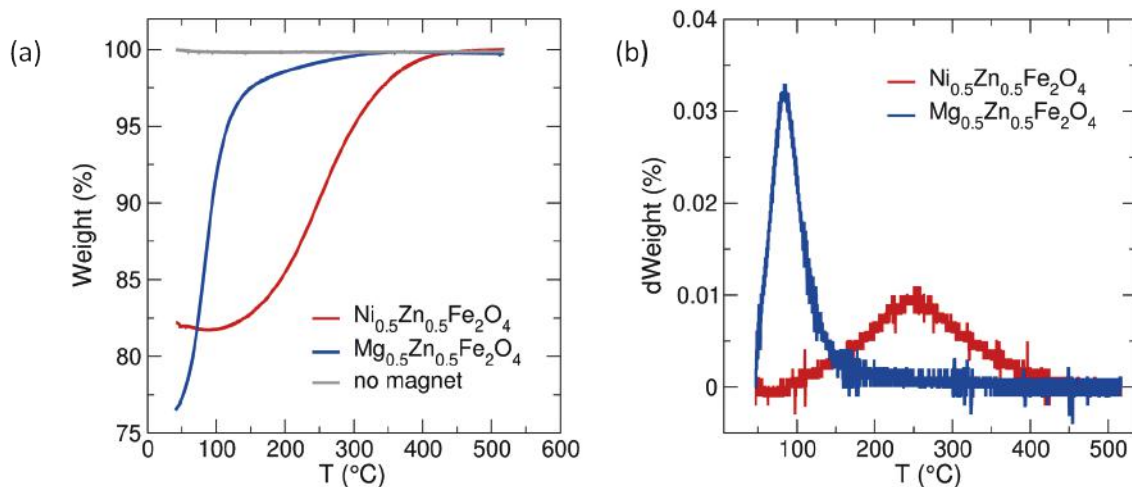 (a)
100
95
90
85
80
75
Weight (%)
Ni0.5Zn0.5Fe2O4
Mg0.5Zn0.5Fe2O4
no magnet
0 100 200 300 400 500 600
T (°C)
(b)
0.04
0.03
0.02
0.01
0
dWeight (%)
Ni0.5Zn0.5Fe2O4
Mg0.5Zn0.5Fe2O4
100 200 300 400 500
T (°C)